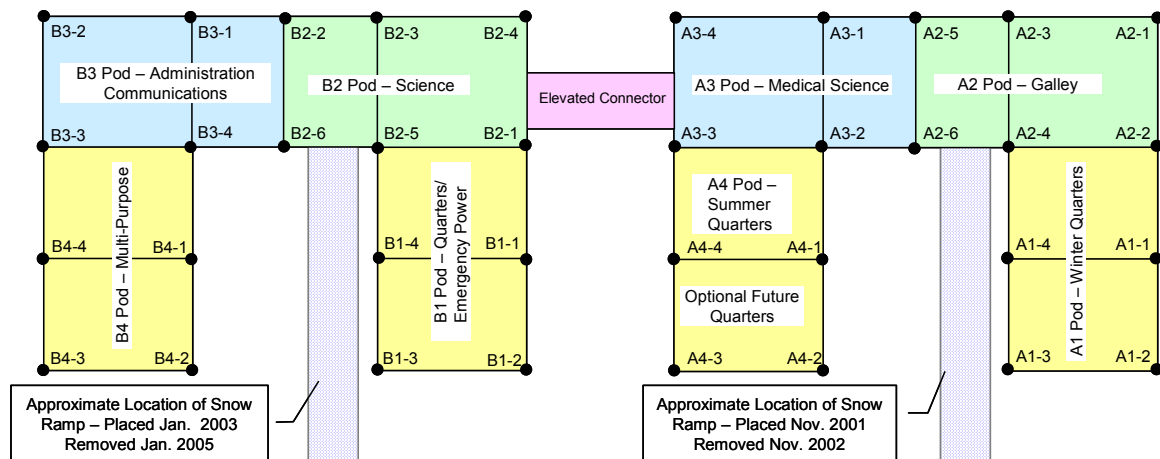 B3-2
B3-1
B2-2
B2-3
B2-4
B3 Pod – Administration
Communications
B2 Pod – Science
B3-3
B3-4
B2-6
B2-5
B2-1
Elevated Connector
A3-4
A3-1
A2-5
A2-3
A2-1
A3 Pod – Medical Science
A2 Pod – Galley
A3-3
A3-2
A2-6
A2-4
A2-2
B4 Pod – Multi-Purpose
B4-4
B4-1
B4-3
B4-2
B1 Pod – Quarters/
Emergency Power
B1-4
B1-1
B1-3
B1-2
A4 Pod –
Summer
Quarters
A4-4
A4-1
Optional Future
Quarters
A4-3
A4-2
A1 Pod – Winter Quarters
A1-4
A1-1
A1-3
A1-2
Approximate Location of Snow
Ramp – Placed Jan. 2003
Removed Jan. 2005
Approximate Location of Snow
Ramp – Placed Nov. 2001
Removed Nov. 2002